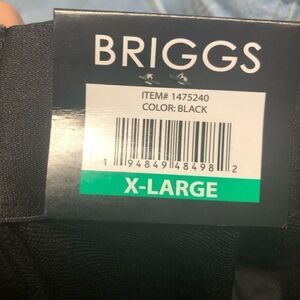 BRIGGS
ITEM# 1475240
COLOR: BLACK
1 94849 48498 2
X-LARGE